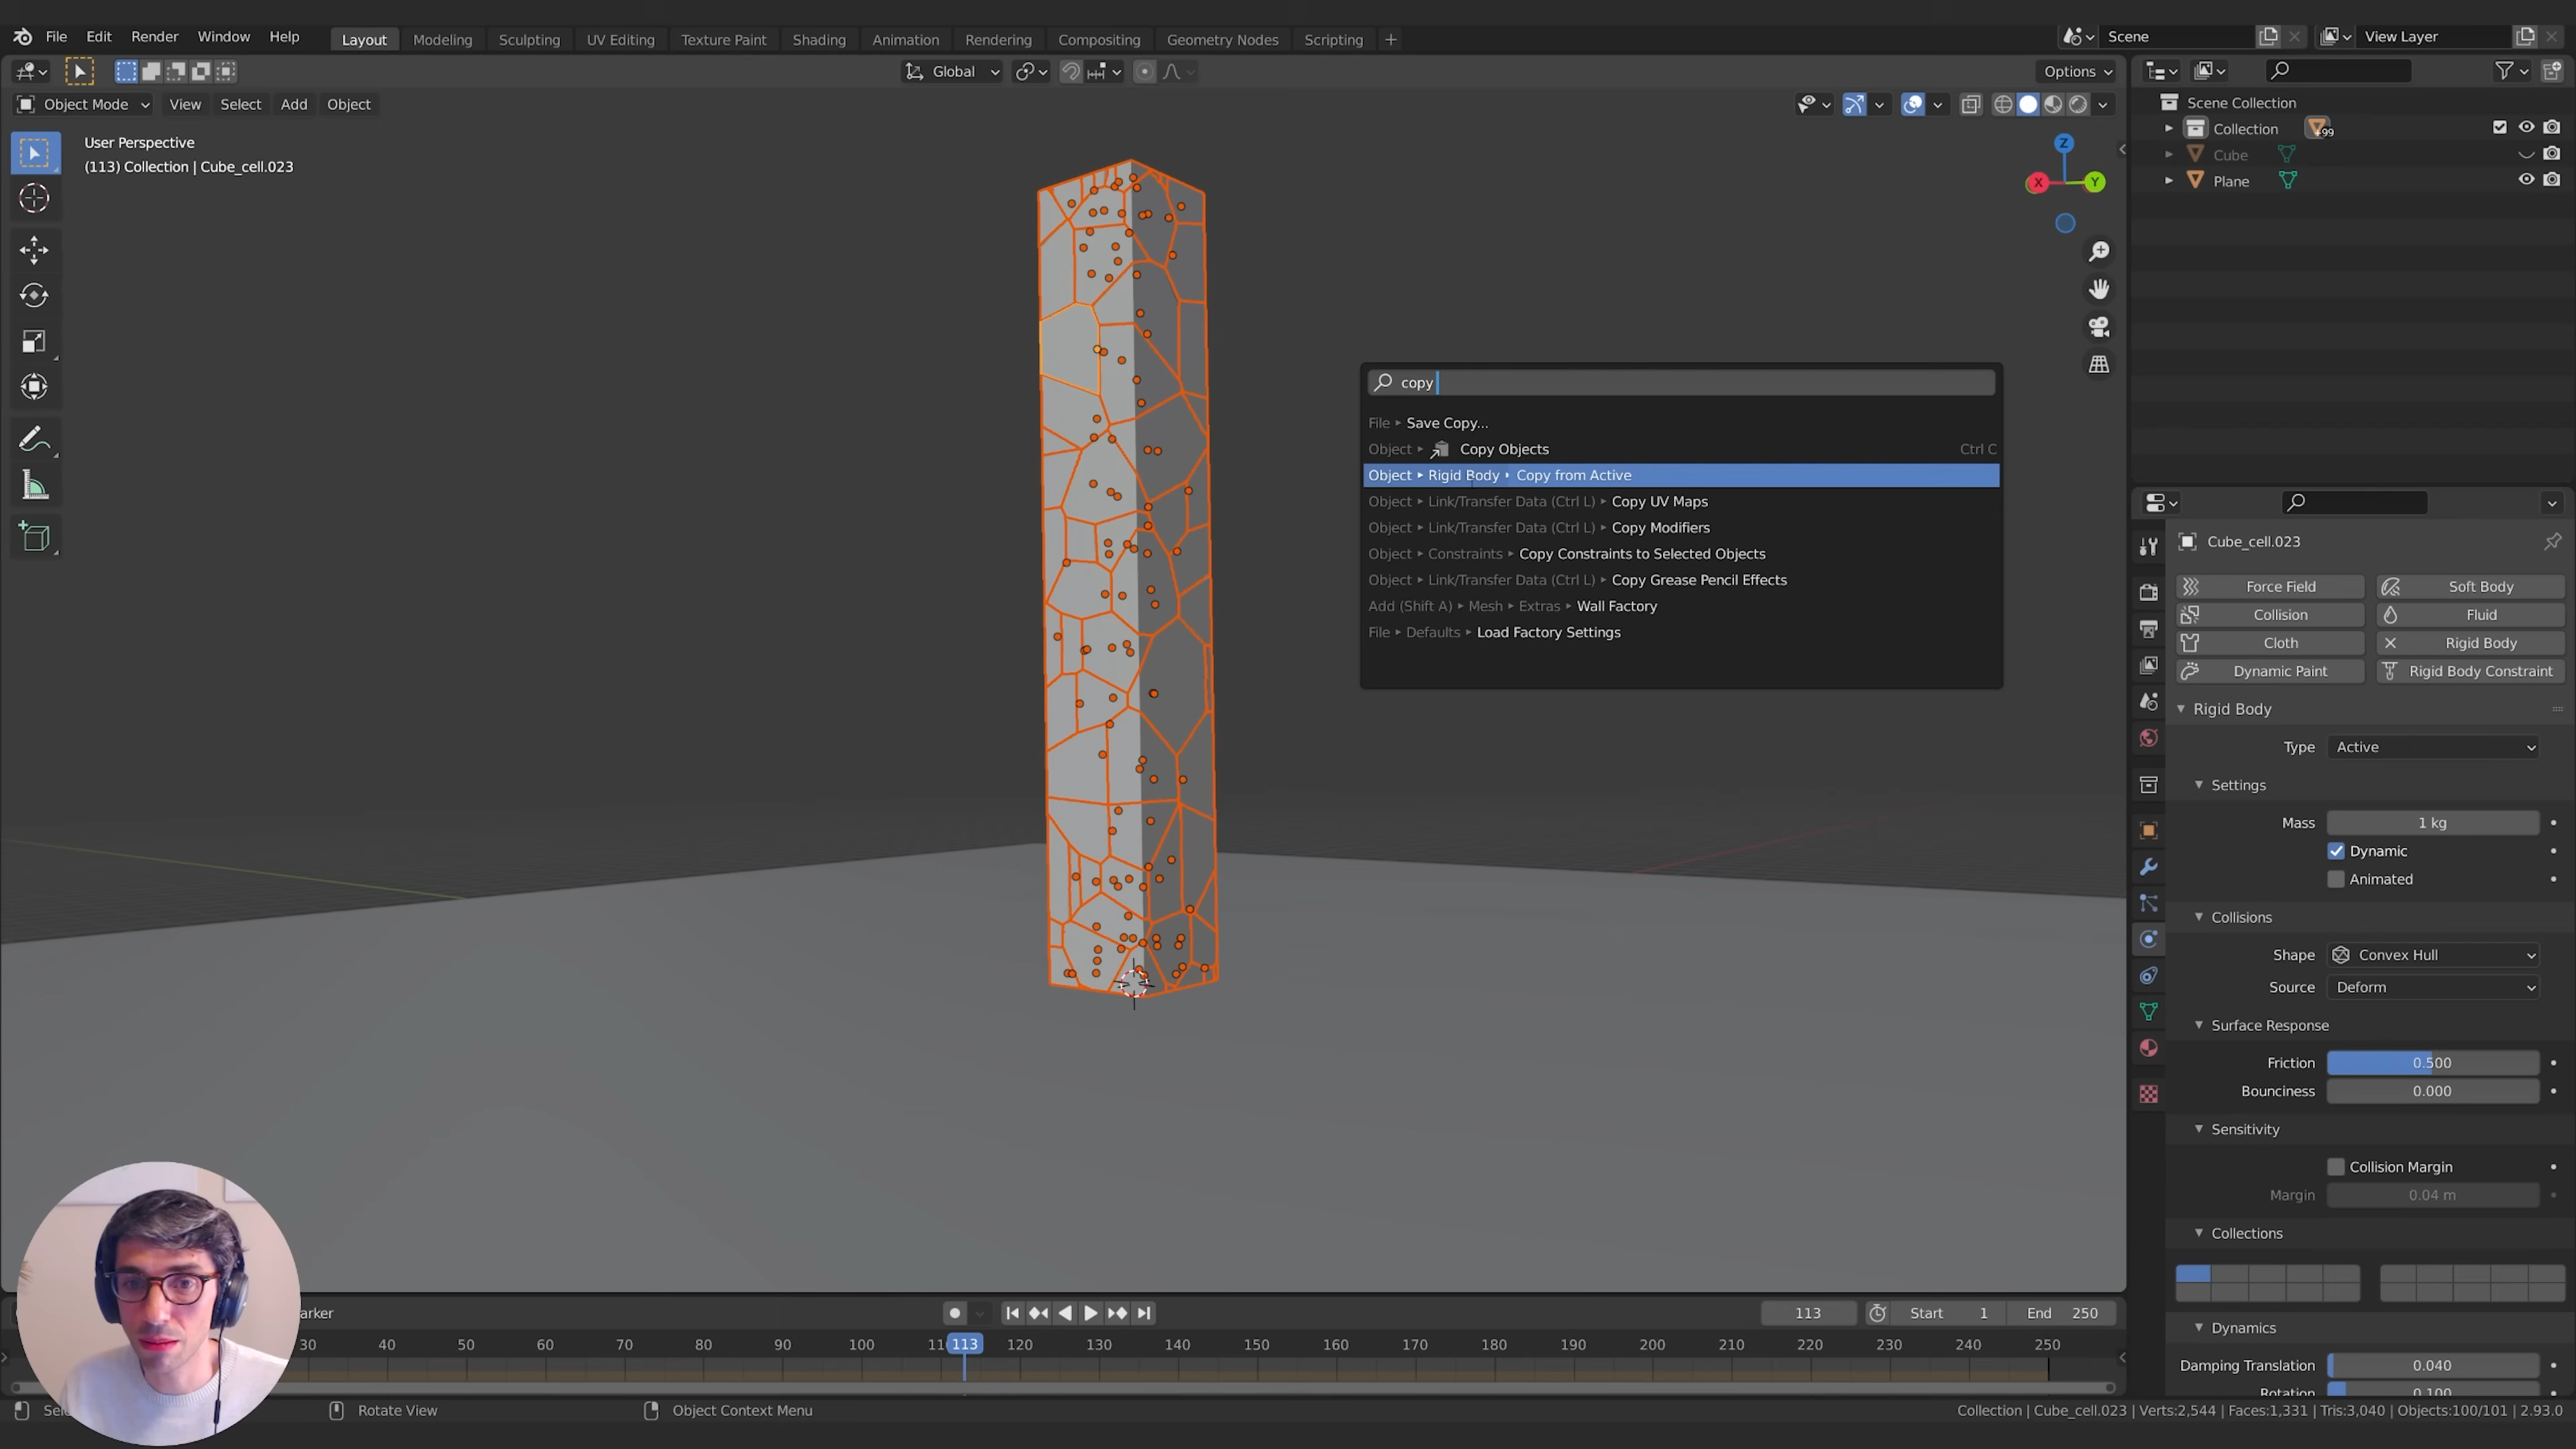 File Edit Render Window Help Layout Modeling Sculpting UV Editing Texture Paint Shading Animation Rendering Compositing Geometry Nodes Scripting + Scene View Layer
Global Options
Object Mode View Select Add Object
User Perspective
(113) Collection | Cube_cell.023
Z
X Y
Scene Collection
Collection +99
Cube
Plane
copy
File ▸ Save Copy...
Object ▸ Copy Objects Ctrl C
Object ▸ Rigid Body ▸ Copy from Active
Object ▸ Link/Transfer Data (Ctrl L) ▸ Copy UV Maps
Object ▸ Link/Transfer Data (Ctrl L) ▸ Copy Modifiers
Object ▸ Constraints ▸ Copy Constraints to Selected Objects
Object ▸ Link/Transfer Data (Ctrl L) ▸ Copy Grease Pencil Effects
Add (Shift A) ▸ Mesh ▸ Extras ▸ Wall Factory
File ▸ Defaults ▸ Load Factory Settings
Cube_cell.023
Force Field Soft Body
Collision Fluid
Cloth Rigid Body
Dynamic Paint Rigid Body Constraint
Rigid Body
Type Active
Settings
Mass 1 kg
Dynamic
Animated
Collisions
Shape Convex Hull
Source Deform
Surface Response
Friction 0.500
Bounciness 0.000
Sensitivity
Collision Margin
Margin 0.04 m
Collections
Dynamics
Damping Translation 0.040
Rotation 0.100
arker 113 Start 1 End 250
30 40 50 60 70 80 90 100 11 113 120 130 140 150 160 170 180 190 200 210 220 230 240 250
Sele Rotate View Object Context Menu Collection | Cube_cell.023 | Verts:2,544 | Faces:1,331 | Tris:3,040 | Objects:100/101 | 2.93.0